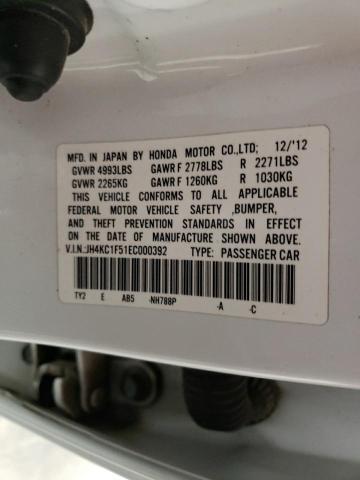 MFD. IN JAPAN BY HONDA MOTOR CO.,LTD; 12/'12
GVWR 4993LBS GAWR F 2778LBS R 2271LBS
GVWR 2265KG GAWR F 1260KG R 1030KG
THIS VEHICLE CONFORMS TO ALL APPLICABLE
FEDERAL MOTOR VEHICLE SAFETY ,BUMPER,
AND THEFT PREVENTION STANDARDS IN EFFECT
ON THE DATE OF MANUFACTURE SHOWN ABOVE.
V.I.N.:JH4KC1F51EC000392 TYPE: PASSENGER CAR
TY2 E AB5 -NH788P -A -C